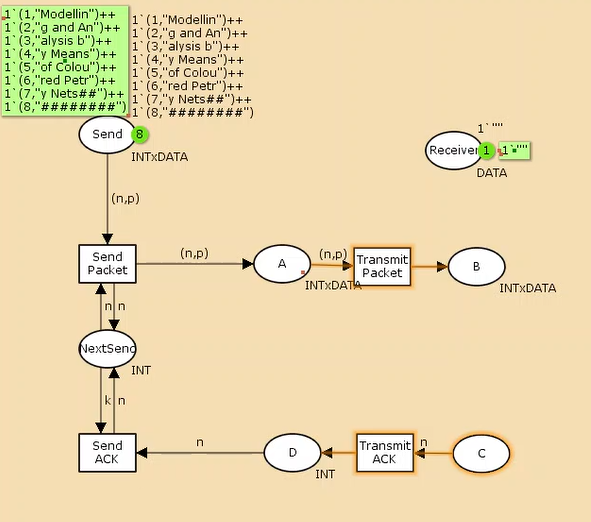 1`(1,"Modellin")++
1`(2,"g and An")++
1`(3,"alysis b")++
1`(4,"y Means")++
1`(5,"of Colou")++
1`(6,"red Petr")++
1`(7,"y Nets##")++
1`(8,"########")
1`(1,"Modellin")++
1`(2,"g and An")++
1`(3,"alysis b")++
1`(4,"y Means")++
1`(5,"of Colou")++
1`(6,"red Petr")++
1`(7,"y Nets##")++
1`(8,"########")
Send
8
INTxDATA
1`""
Receiver
1
1`""
DATA
(n,p)
Send
Packet
(n,p)
A
INTxDATA
(n,p)
Transmit
Packet
B
INTxDATA
n
n
NextSend
INT
k
n
Send
ACK
n
D
INT
Transmit
ACK
n
C